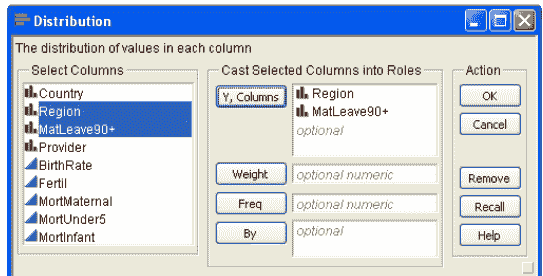 Distribution
The distribution of values in each column
Select Columns
Country
Region
MatLeave90+
Provider
BirthRate
Fertil
MortMaternal
MortUnder5
MortInfant
Cast Selected Columns into Roles
Y, Columns
Region
MatLeave90+
optional
Weight
optional numeric
Freq
optional numeric
By
optional
Action
OK
Cancel
Remove
Recall
Help